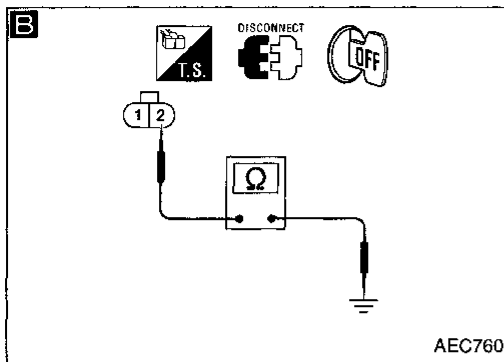 B
DISCONNECT
T.S.
OFF
1 2
Ω
AEC760